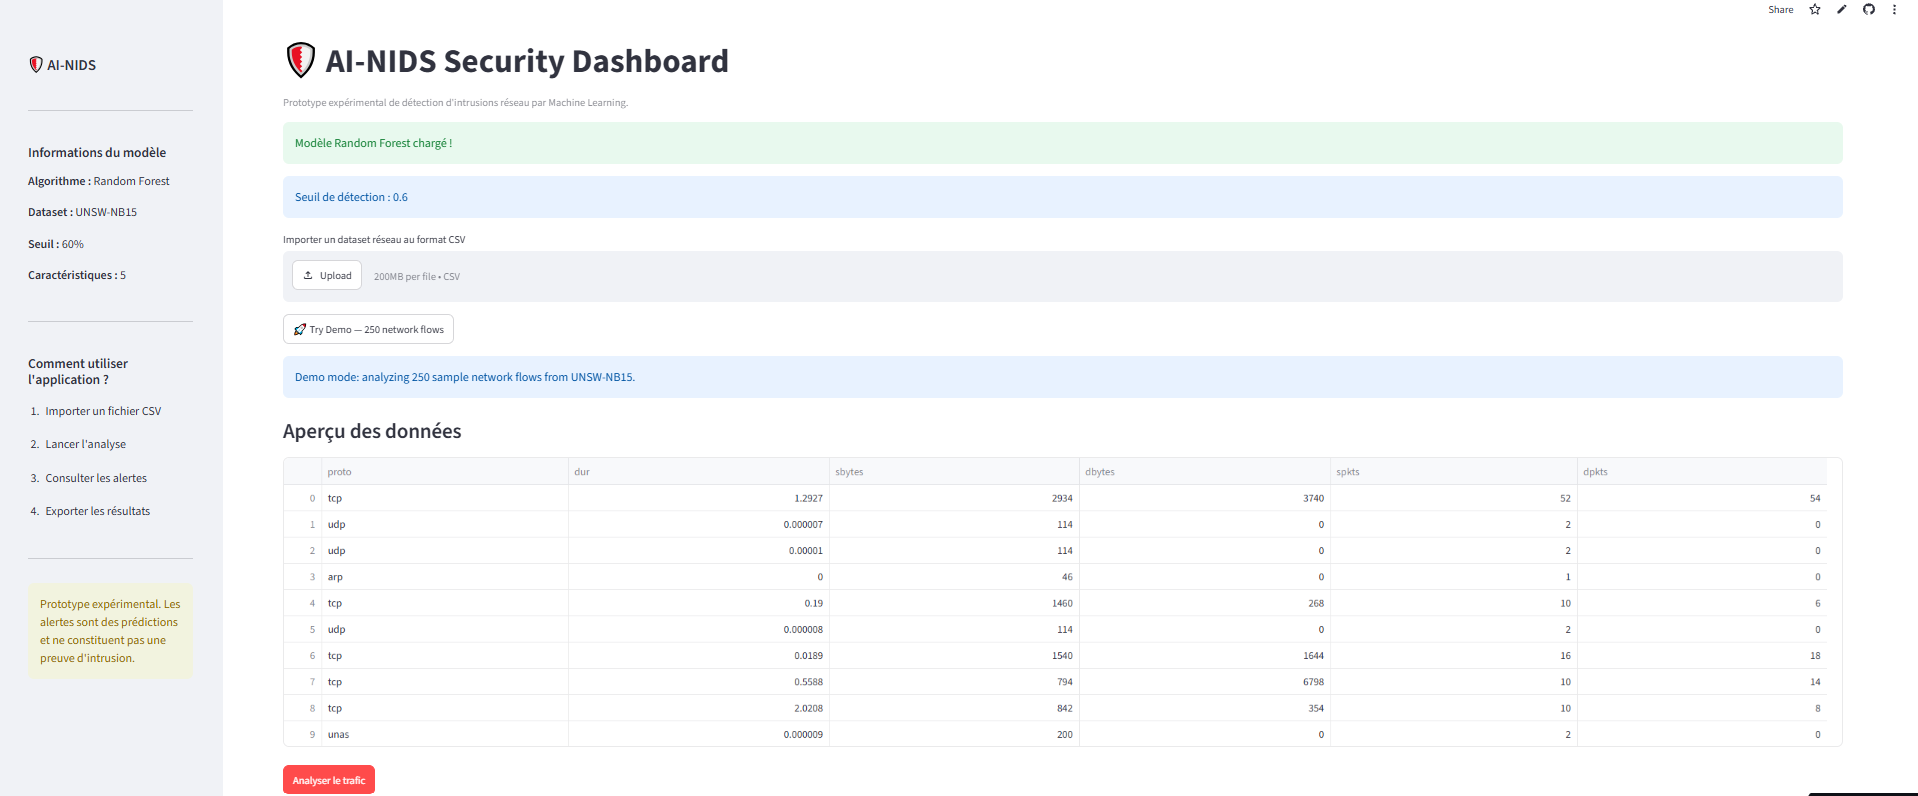 Share
AI-NIDS
Informations du modèle
Algorithme : Random Forest
Dataset : UNSW-NB15
Seuil : 60%
Caractéristiques : 5
Comment utiliser
l'application ?
1. Importer un fichier CSV
2. Lancer l'analyse
3. Consulter les alertes
4. Exporter les résultats
Prototype expérimental. Les
alertes sont des prédictions
et ne constituent pas une
preuve d'intrusion.
AI-NIDS Security Dashboard
Prototype expérimental de détection d'intrusions réseau par Machine Learning.
Modèle Random Forest chargé !
Seuil de détection : 0.6
Importer un dataset réseau au format CSV
Upload 200MB per file • CSV
Try Demo — 250 network flows
Demo mode: analyzing 250 sample network flows from UNSW-NB15.
Aperçu des données
proto dur sbytes dbytes spkts dpkts
0 tcp 1.2927 2934 3740 52 54
1 udp 0.000007 114 0 2 0
2 udp 0.00001 114 0 2 0
3 arp 0 46 0 1 0
4 tcp 0.19 1460 268 10 6
5 udp 0.000008 114 0 2 0
6 tcp 0.0189 1540 1644 16 18
7 tcp 0.5588 794 6798 10 14
8 tcp 2.0208 842 354 10 8
9 unas 0.000009 200 0 2 0
Analyser le trafic